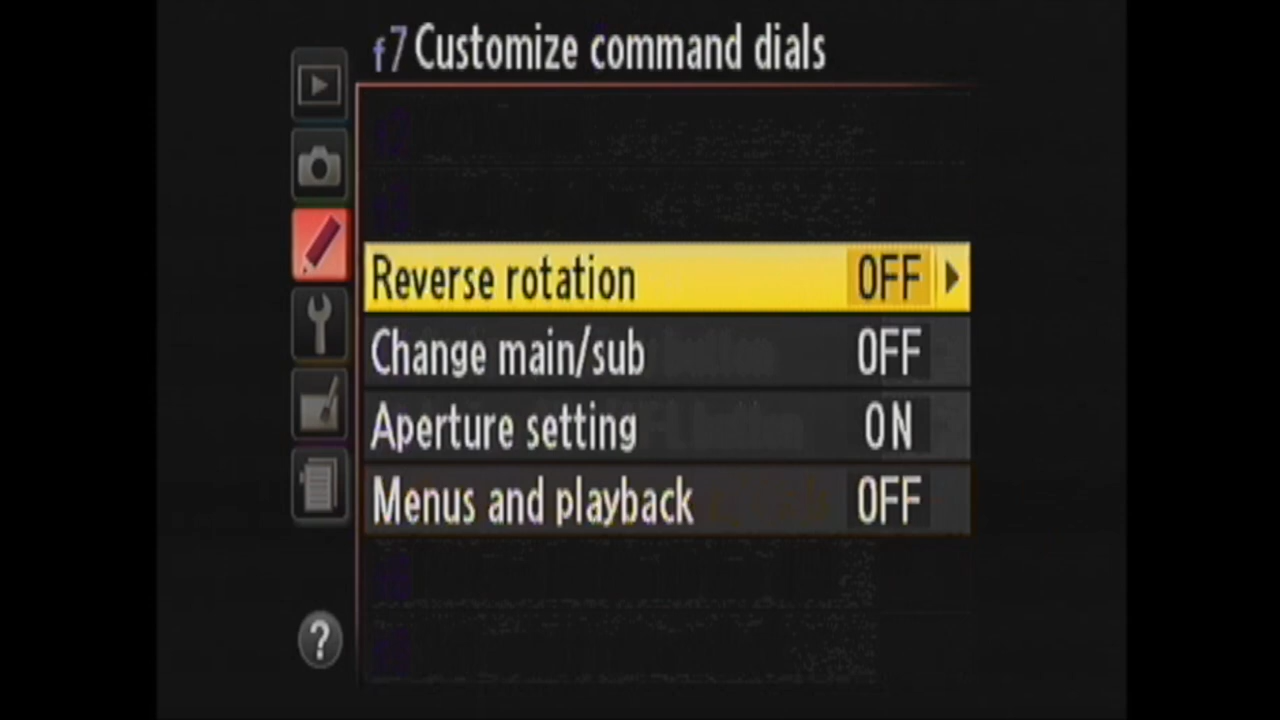 f7 Customize command dials
Reverse rotation OFF
Change main/sub OFF
Aperture setting ON
Menus and playback OFF
?